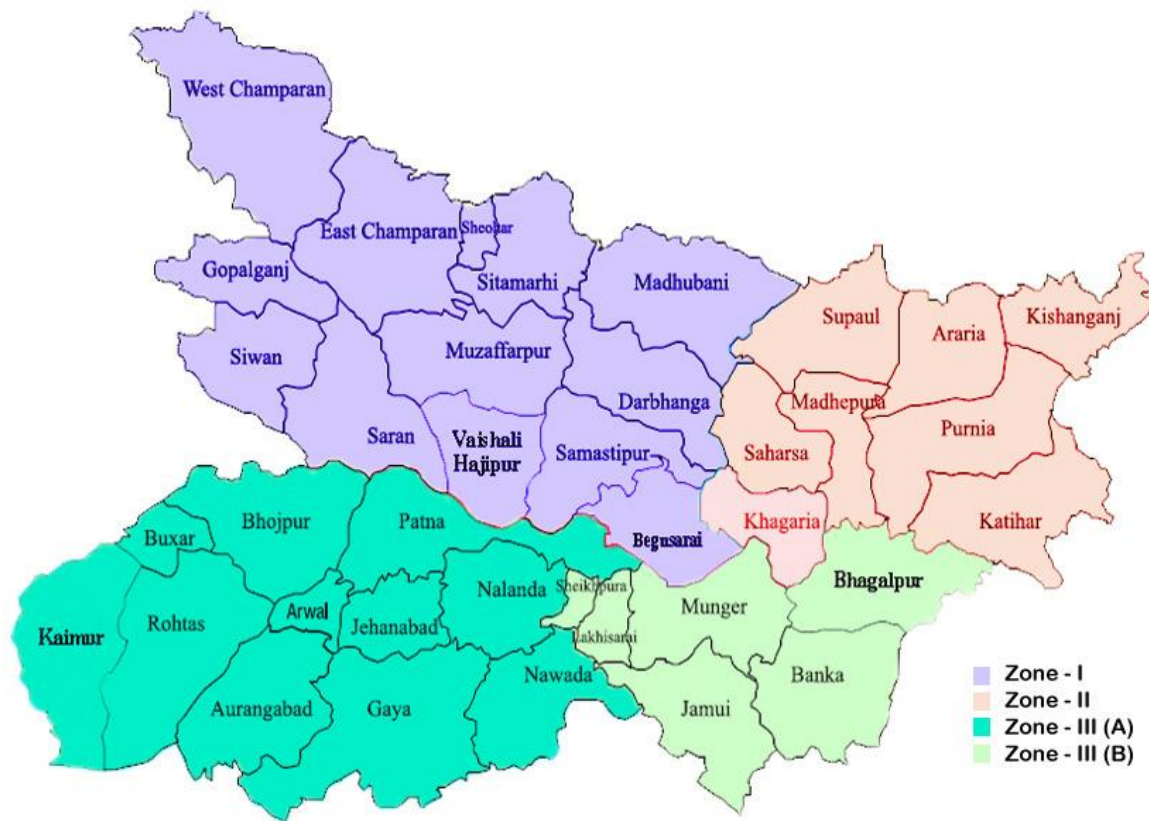 West Champaran
East Champaran
Sheohar
Gopalganj
Sitamarhi
Madhubani
Supaul
Araria
Kishanganj
Siwan
Muzaffarpur
Darbhanga
Madhepura
Purnia
Saran
Vaishali
Hajipur
Samastipur
Saharsa
Khagaria
Katihar
Begusarai
Buxar
Bhojpur
Patna
Nalanda
Sheikhpura
Munger
Bhagalpur
Kaimur
Rohtas
Arwal
Jehanabad
Lakhisarai
Nawada
Banka
Aurangabad
Gaya
Jamui
Zone - I
Zone - II
Zone - III (A)
Zone - III (B)